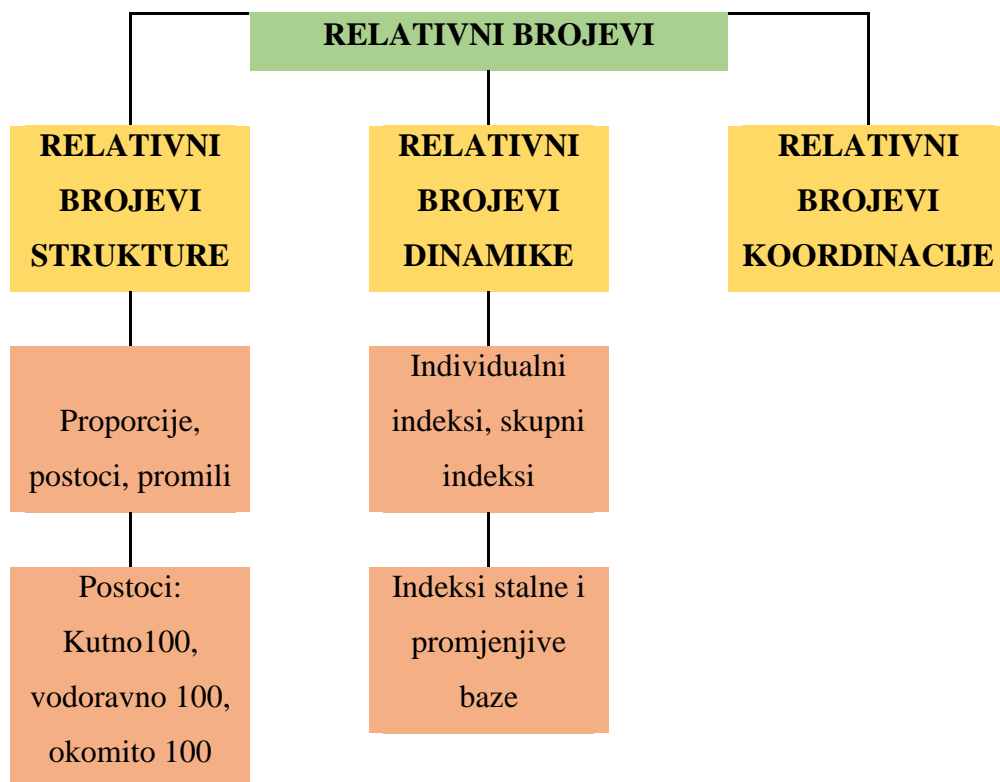 RELATIVNI BROJEVI
RELATIVNI
BROJEVI
STRUKTURE
RELATIVNI
BROJEVI
DINAMIKE
RELATIVNI
BROJEVI
KOORDINACIJE
Proporcije,
postoci, promili
Individualni
indeksi, skupni
indeksi
Postoci:
Kutno100,
vodoravno 100,
okomito 100
Indeksi stalne i
promjenjive
baze